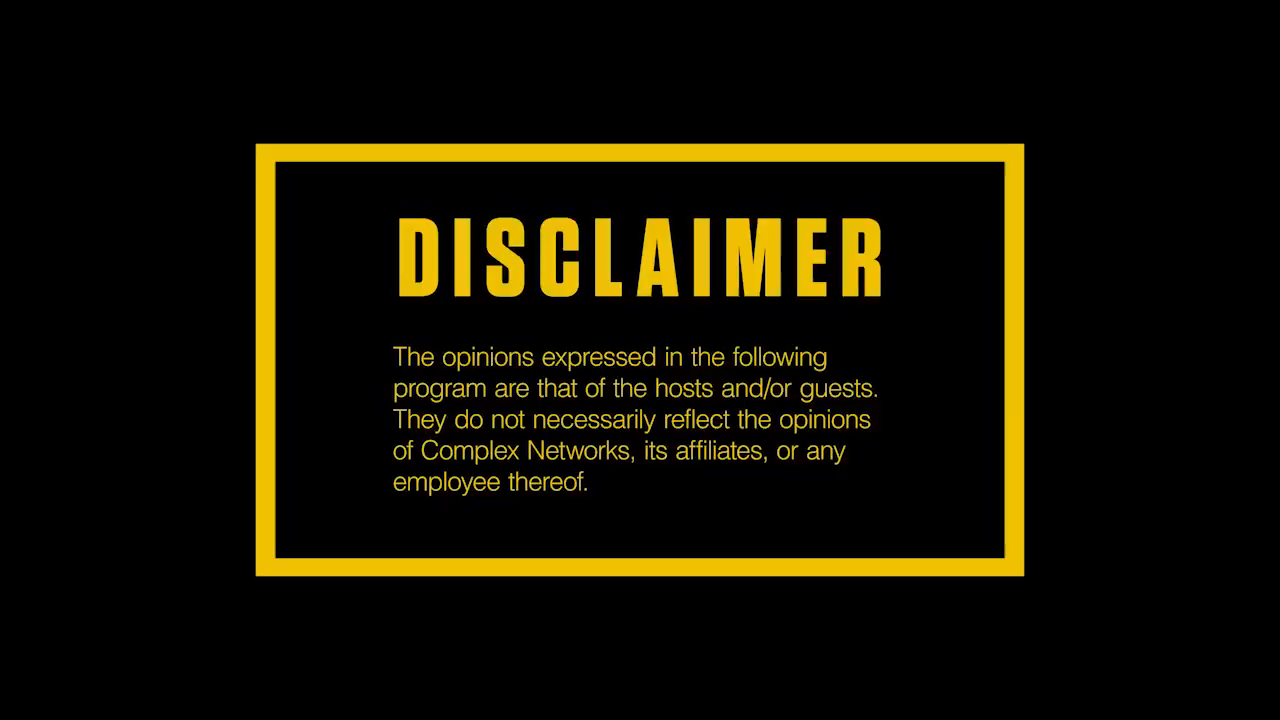 DISCLAIMER
The opinions expressed in the following
program are that of the hosts and/or guests.
They do not necessarily reflect the opinions
of Complex Networks, its affiliates, or any
employee thereof.